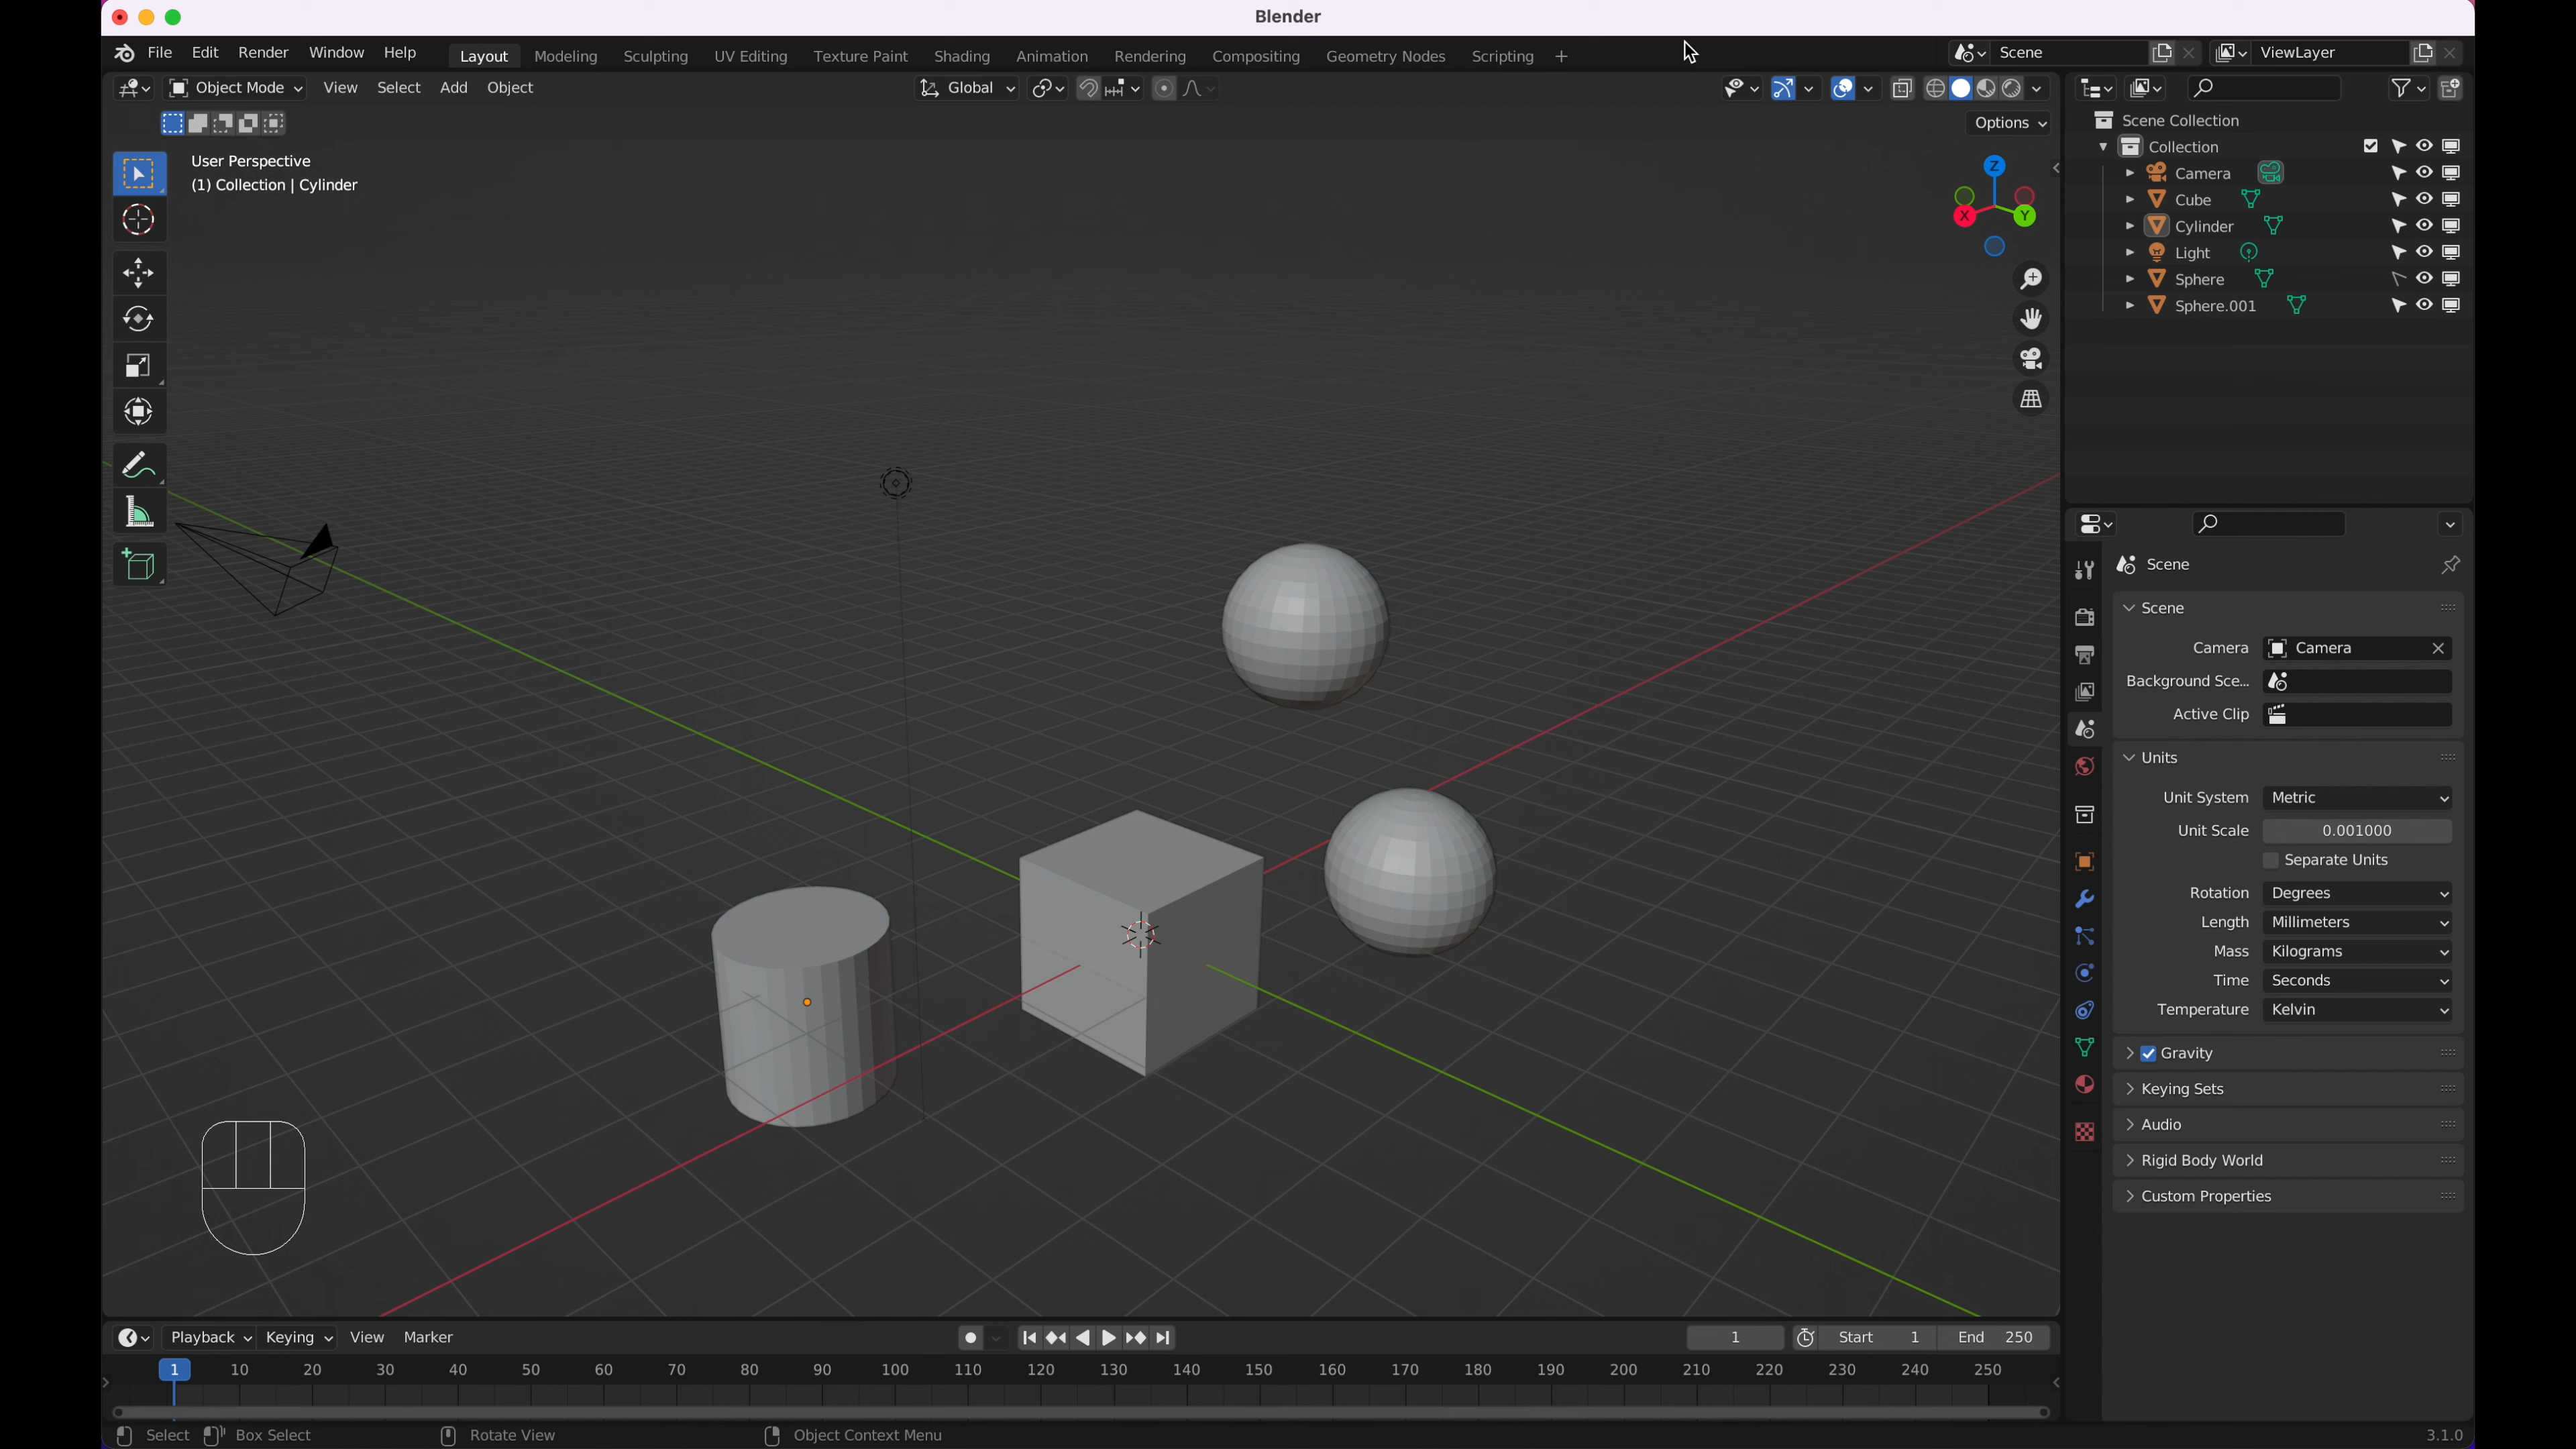 Blender
File Edit Render Window Help Layout Modeling Sculpting UV Editing Texture Paint Shading Animation Rendering Compositing Geometry Nodes Scripting + Scene ViewLayer
Object Mode View Select Add Object Global
Options
User Perspective
(1) Collection | Cylinder
Z
X Y
Scene Collection
Collection
Camera
Cube
Cylinder
Light
Sphere
Sphere.001
Scene
Scene
Camera Camera
Background Sce...
Active Clip
Units
Unit System Metric
Unit Scale 0.001000
Separate Units
Rotation Degrees
Length Millimeters
Mass Kilograms
Time Seconds
Temperature Kelvin
Gravity
Keying Sets
Audio
Rigid Body World
Custom Properties
Playback Keying View Marker 1 Start 1 End 250
1 10 20 30 40 50 60 70 80 90 100 110 120 130 140 150 160 170 180 190 200 210 220 230 240 250
Select Box Select Rotate View Object Context Menu 3.1.0